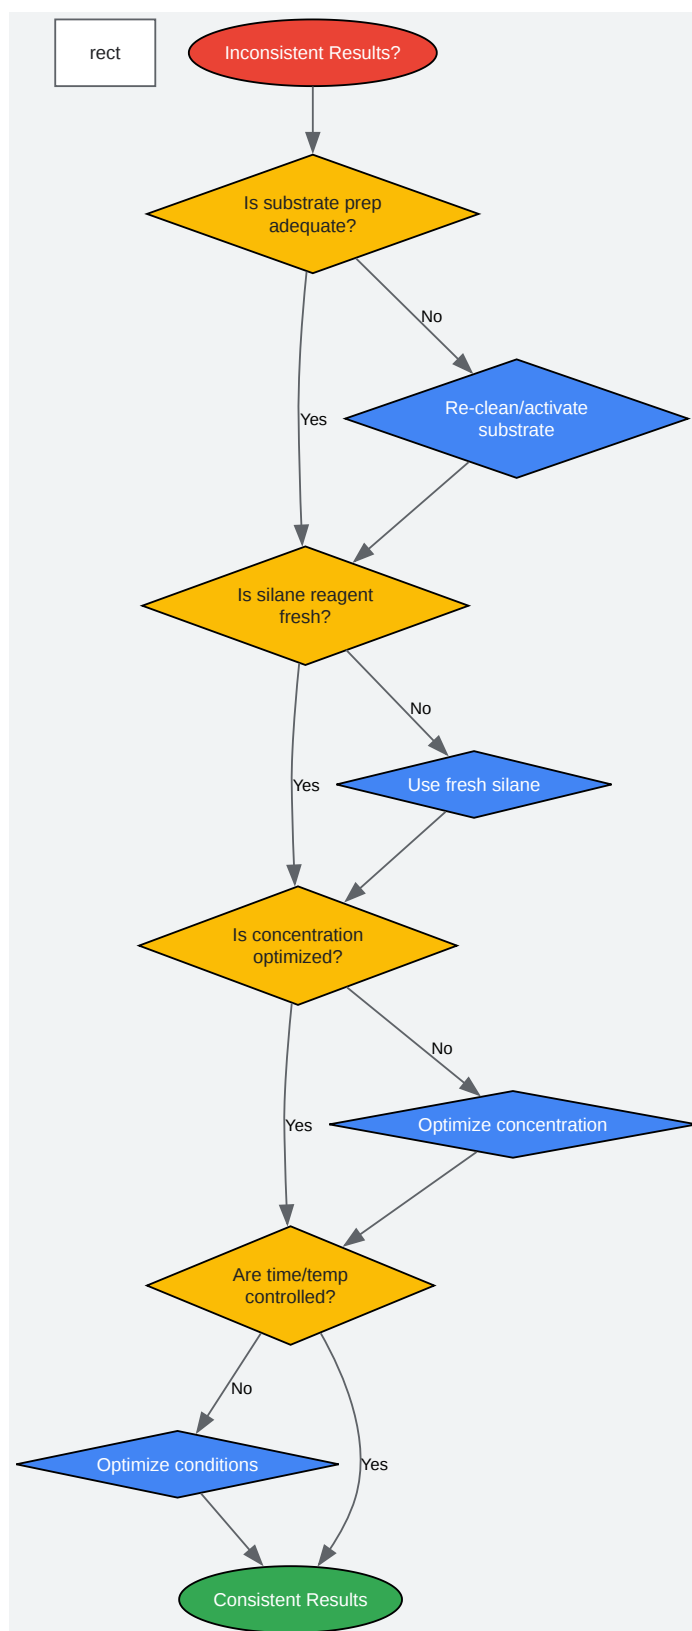 rect
Inconsistent Results?
Is substrate prep
adequate?
No
Yes
Re-clean/activate
substrate
Is silane reagent
fresh?
No
Yes
Use fresh silane
Is concentration
optimized?
No
Yes
Optimize concentration
Are time/temp
controlled?
No
Optimize conditions
Yes
Consistent Results